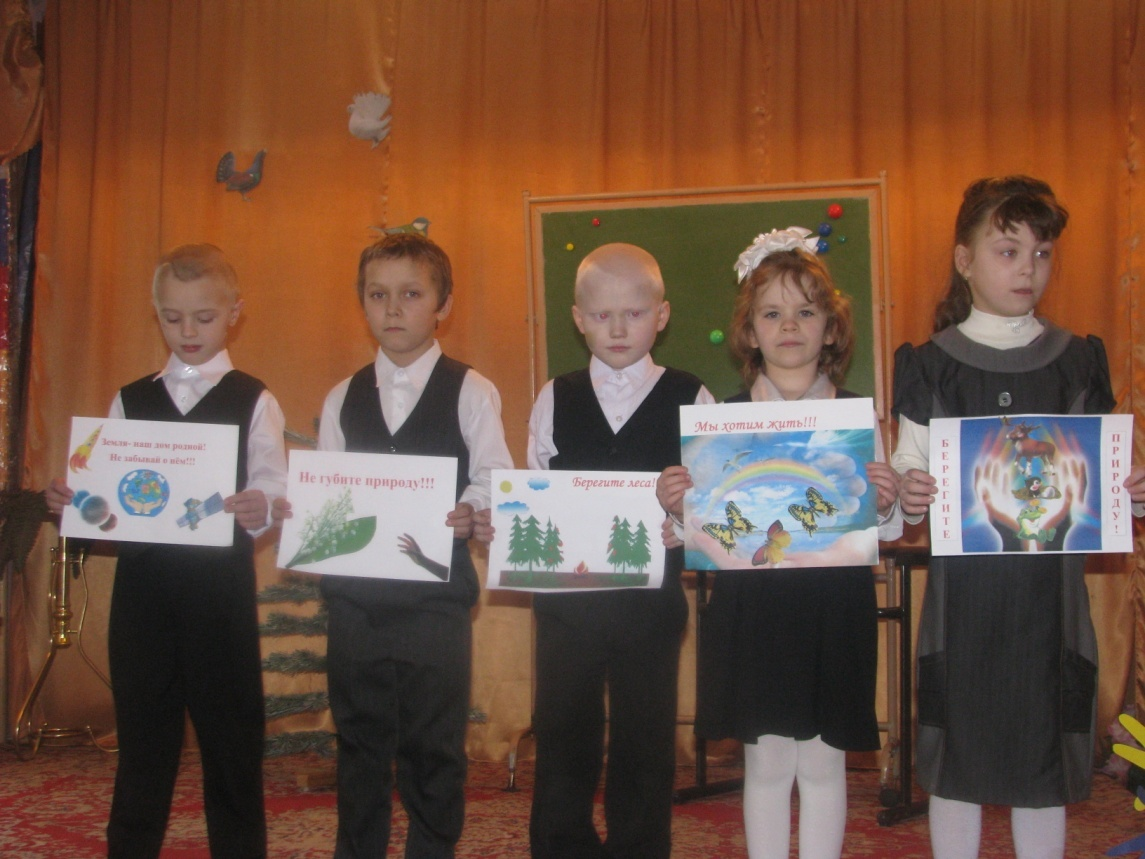 Земля- наш дом родной!
Не забывай о нём!!!
Не губите природу!!!
Берегите леса!
Мы хотим жить!!!
БЕРЕГИТЕ
ПРИРОДУ!